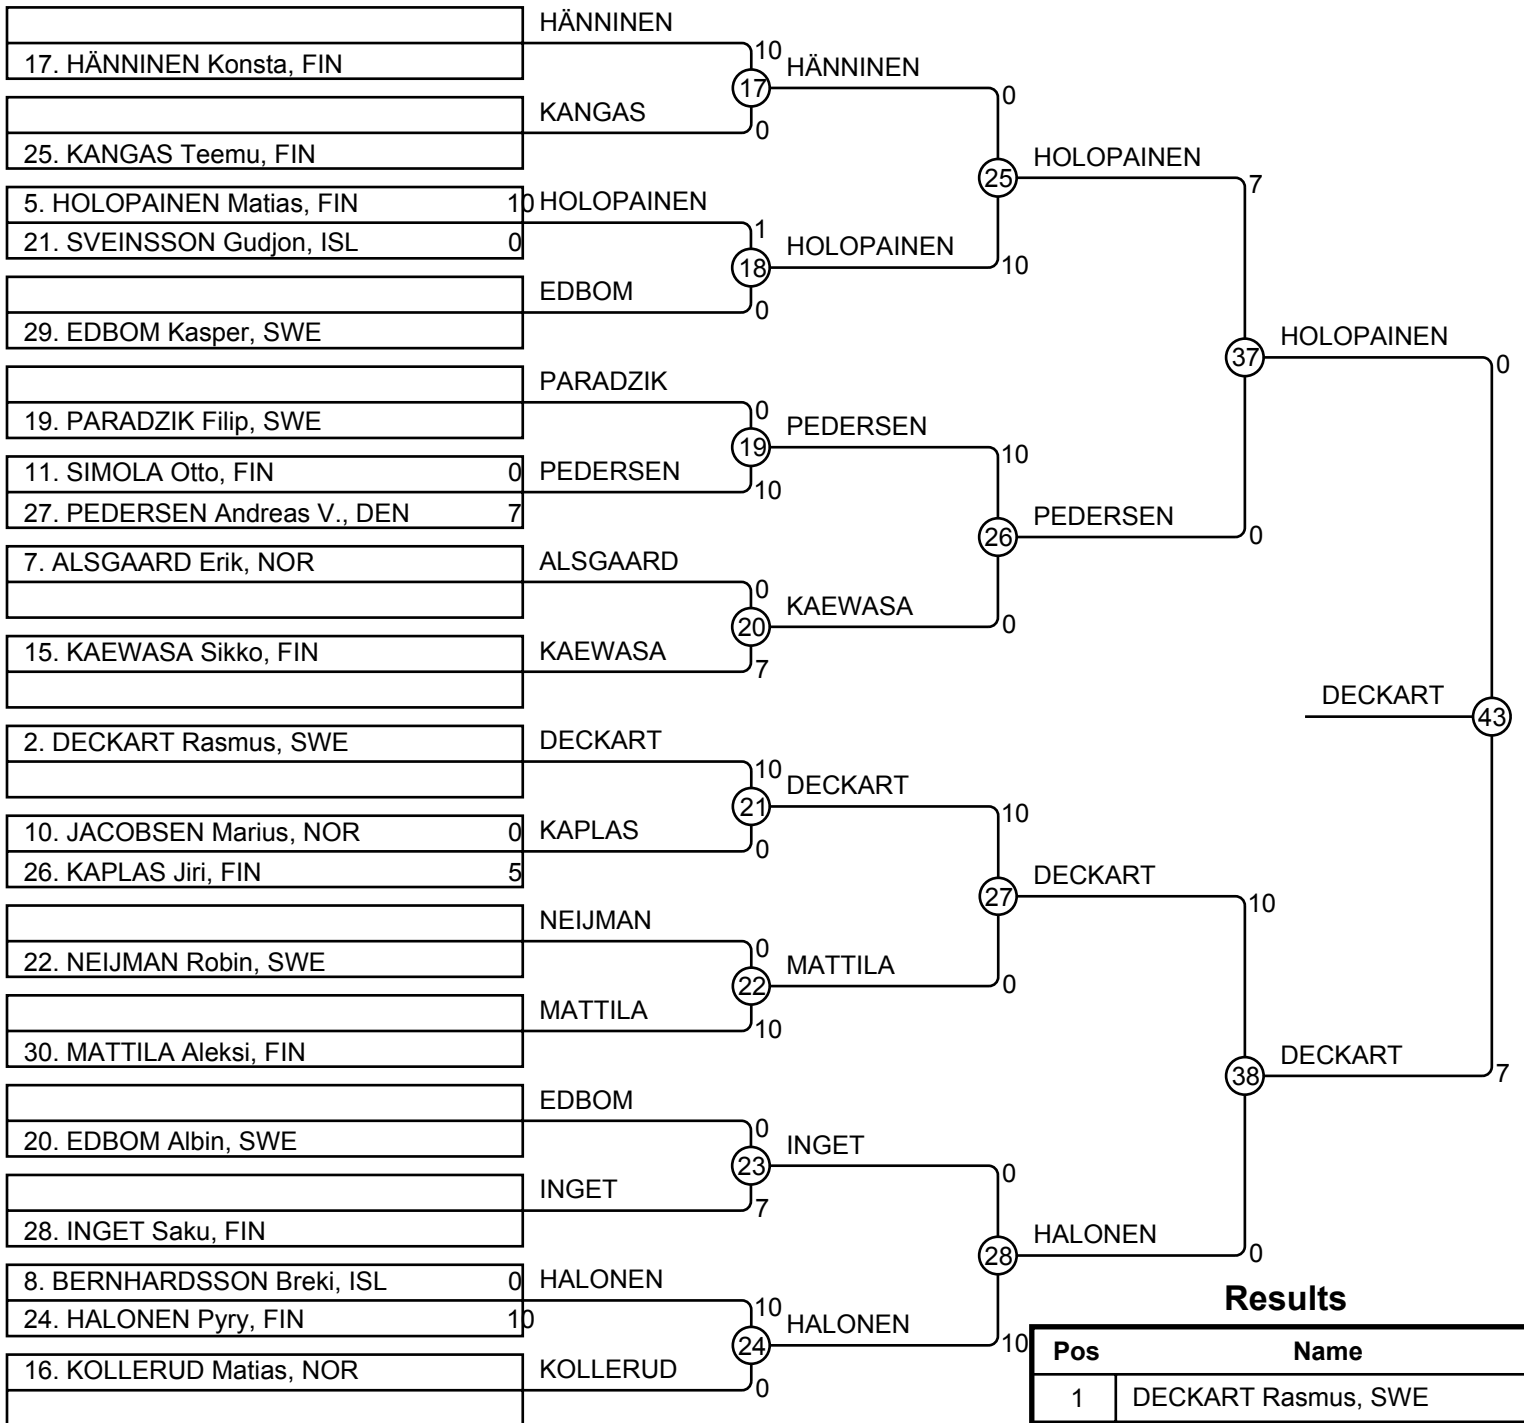 HÄNNINEN
17. HÄNNINEN Konsta, FIN
10
HÄNNINEN
17
0
KANGAS
0
25. KANGAS Teemu, FIN
25
HOLOPAINEN
7
5. HOLOPAINEN Matias, FIN 10
HOLOPAINEN
21. SVEINSSON Gudjon, ISL 0
1
HOLOPAINEN
18
10
EDBOM
0
29. EDBOM Kasper, SWE
37
HOLOPAINEN
0
PARADZIK
19. PARADZIK Filip, SWE
0
PEDERSEN
19
10
11. SIMOLA Otto, FIN 0
PEDERSEN
27. PEDERSEN Andreas V., DEN 7
10
26
PEDERSEN
0
7. ALSGAARD Erik, NOR
ALSGAARD
0
KAEWASA
20
0
15. KAEWASA Sikko, FIN
KAEWASA
7
DECKART
43
2. DECKART Rasmus, SWE
DECKART
10
DECKART
21
10
10. JACOBSEN Marius, NOR 0
KAPLAS
26. KAPLAS Jiri, FIN 5
0
27
DECKART
10
NEIJMAN
22. NEIJMAN Robin, SWE
0
MATTILA
22
0
MATTILA
10
30. MATTILA Aleksi, FIN
38
DECKART
7
EDBOM
20. EDBOM Albin, SWE
0
INGET
23
0
INGET
7
28. INGET Saku, FIN
28
HALONEN
0
8. BERNHARDSSON Breki, ISL 0
HALONEN
24. HALONEN Pyry, FIN 10
10
HALONEN
24
10
16. KOLLERUD Matias, NOR
KOLLERUD
0
Results
Pos Name
1 DECKART Rasmus, SWE